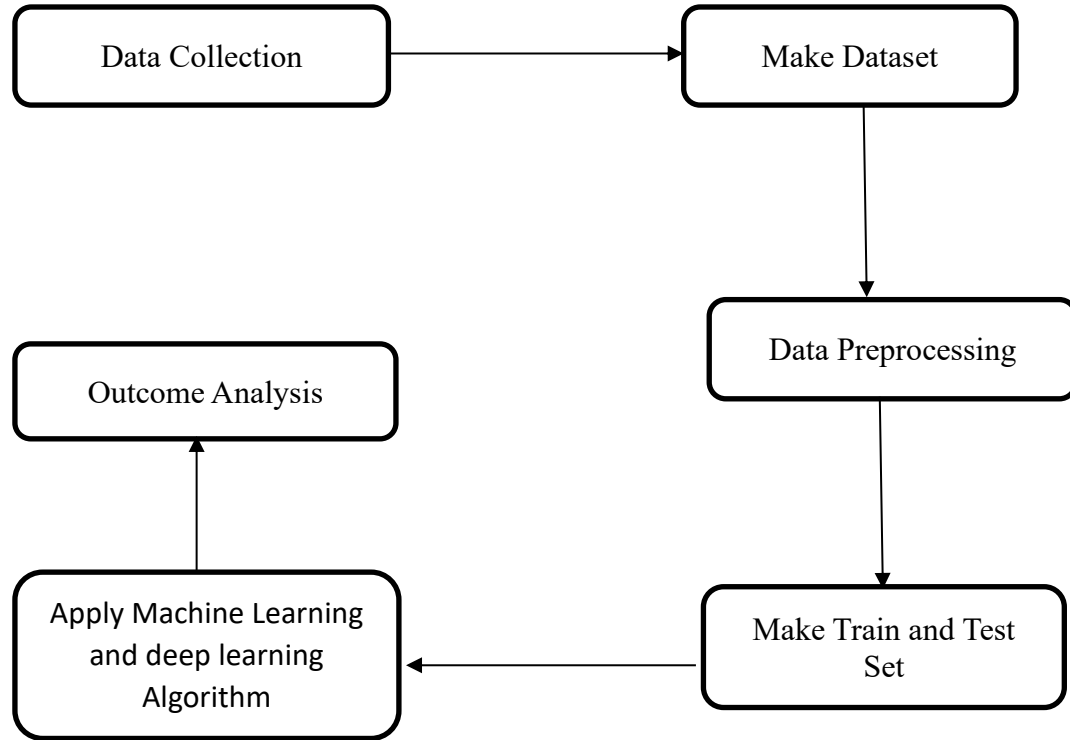 Data Collection
Make Dataset
Data Preprocessing
Make Train and Test
Set
Apply Machine Learning
and deep learning
Algorithm
Outcome Analysis